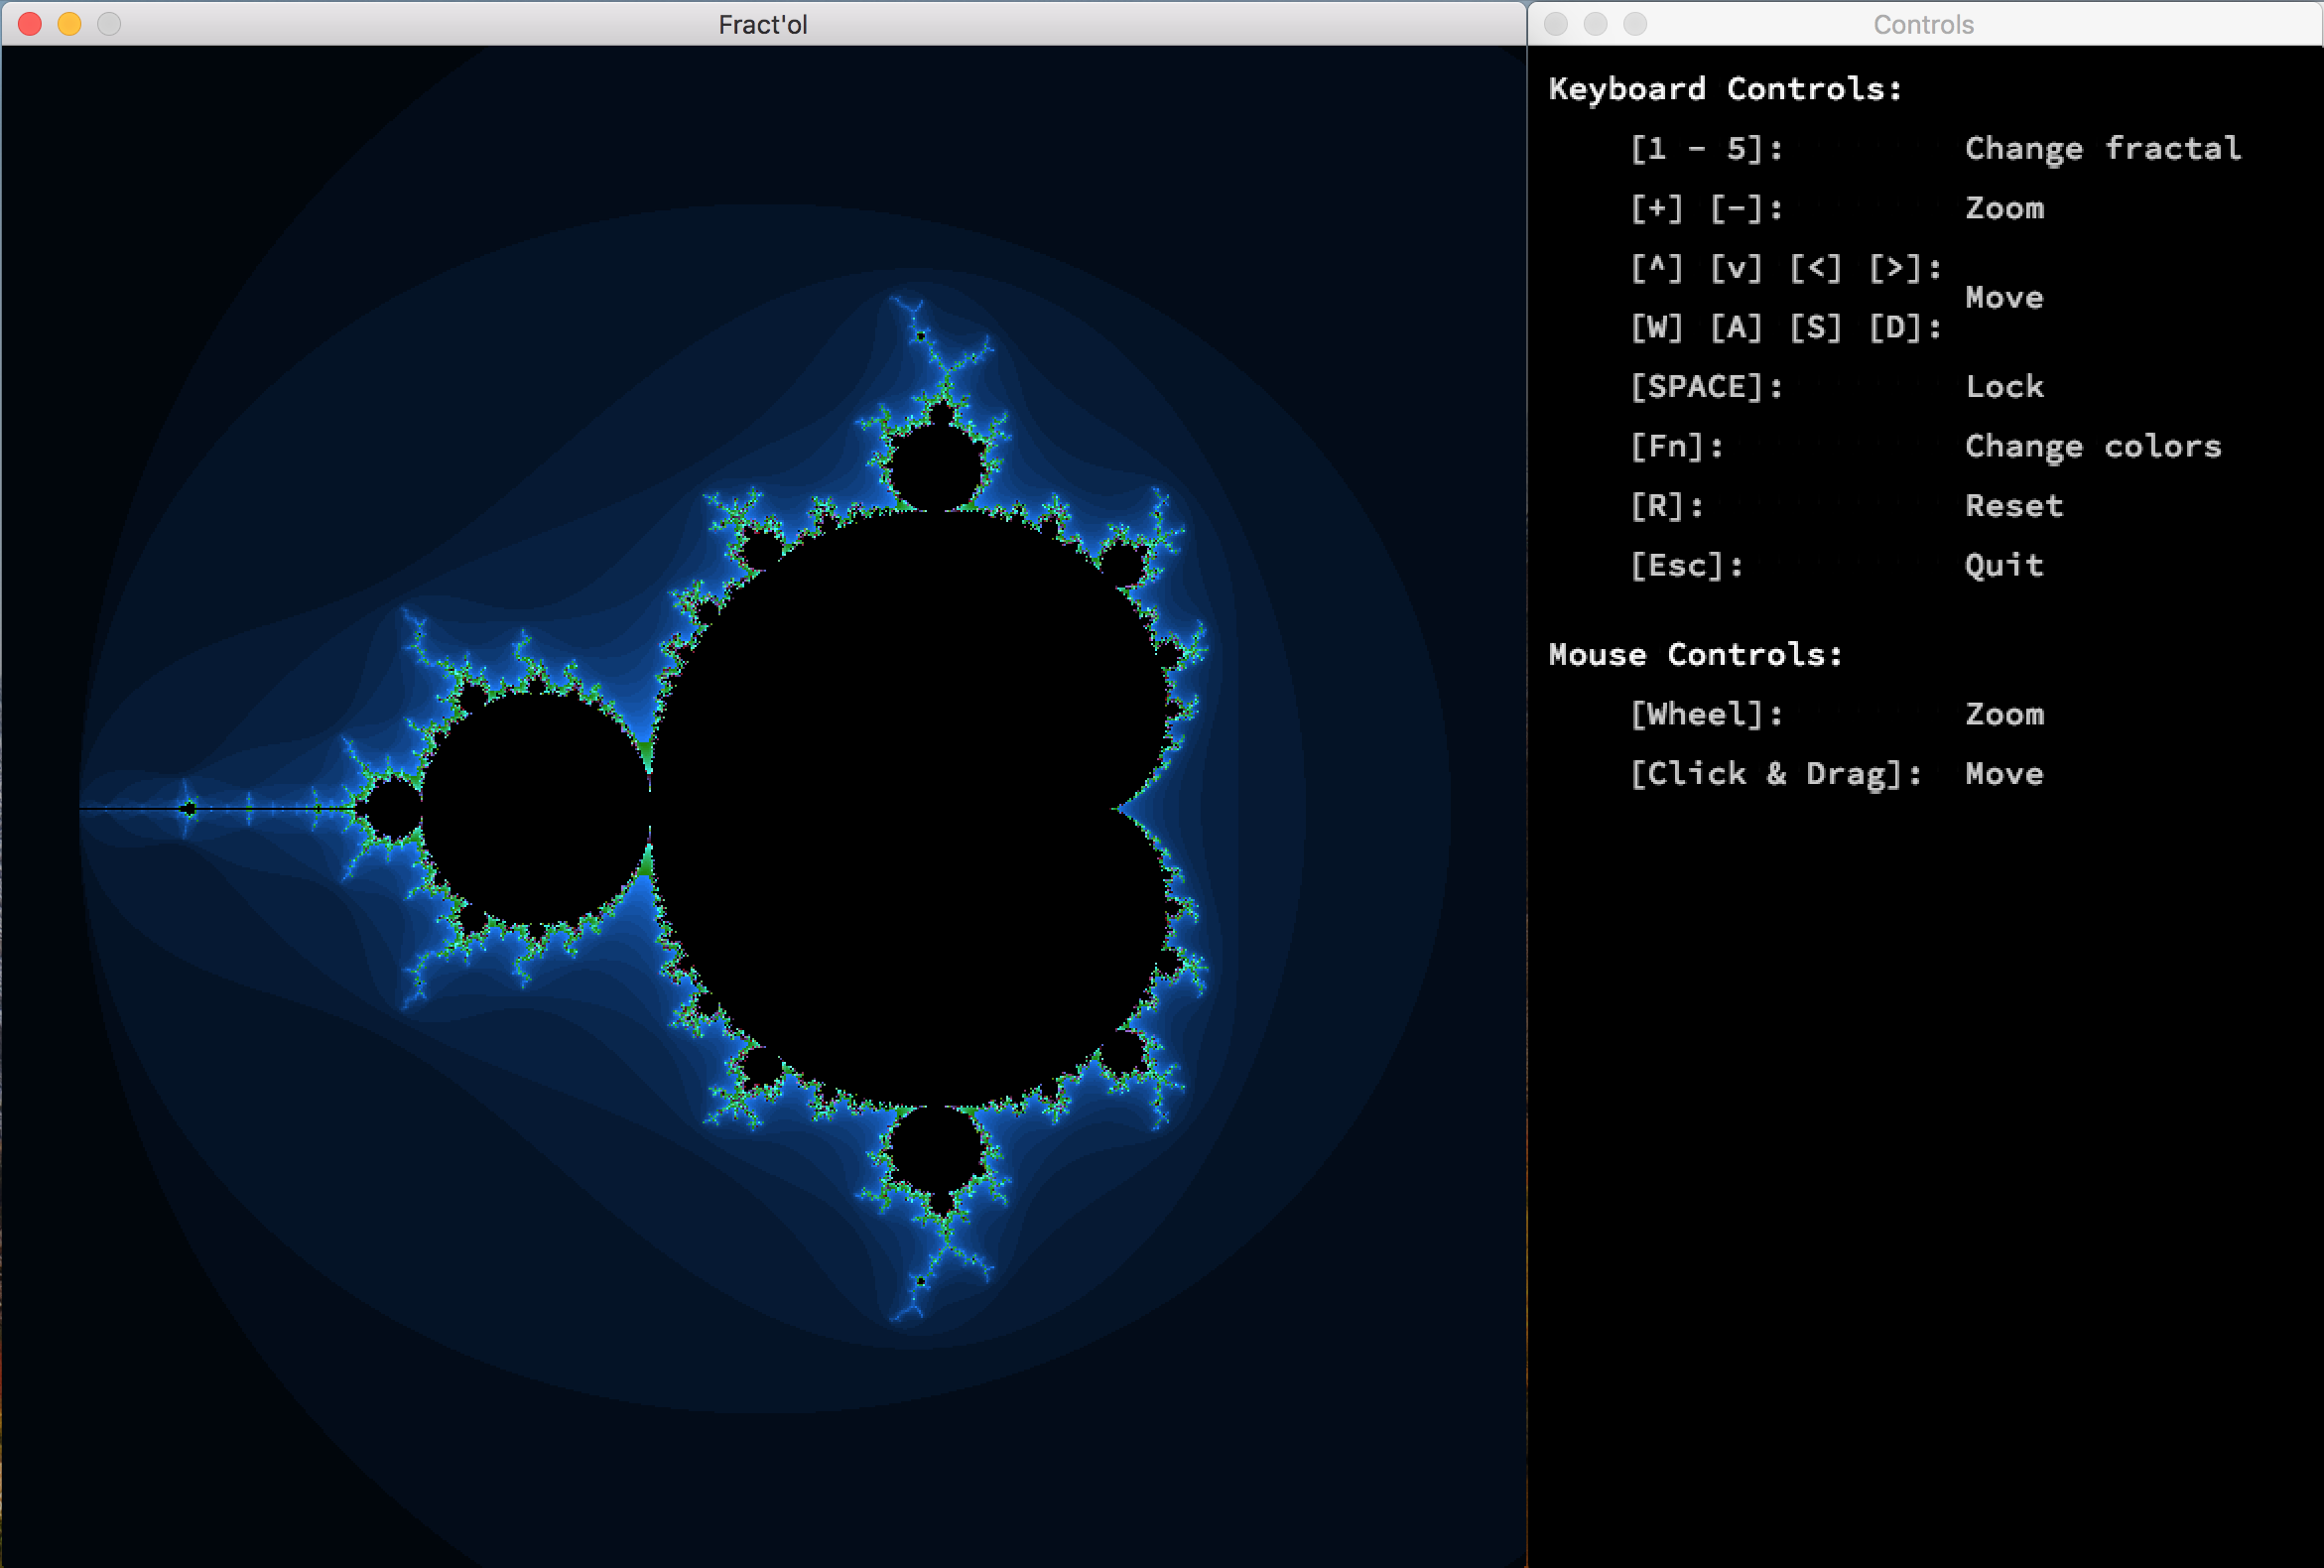 Fract'ol
Controls
Keyboard Controls:
[1 - 5]: Change fractal
[+] [-]: Zoom
[^] [v] [<] [>]:
Move
[W] [A] [S] [D]:
[SPACE]: Lock
[Fn]: Change colors
[R]: Reset
[Esc]: Quit
Mouse Controls:
[Wheel]: Zoom
[Click & Drag]: Move